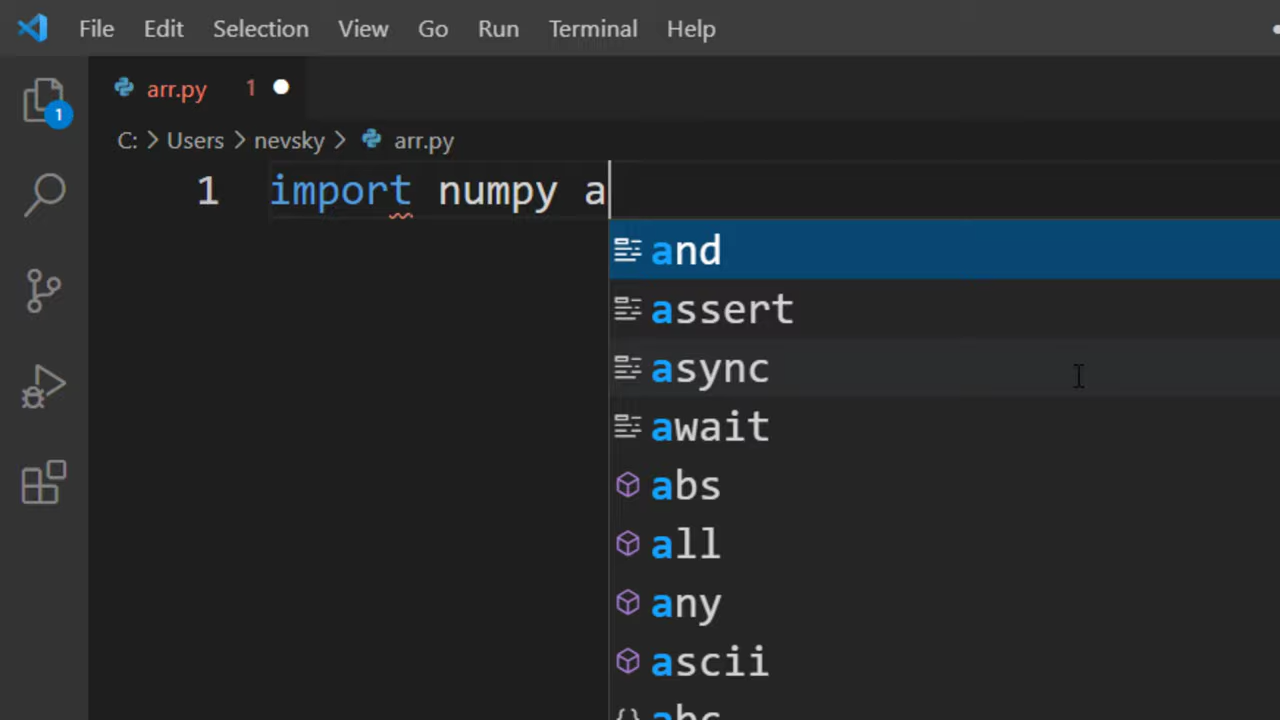 File Edit Selection View Go Run Terminal Help
arr.py 1
1
C: > Users > nevsky > arr.py
1 import numpy a
and
assert
async
await
abs
all
any
ascii
abc